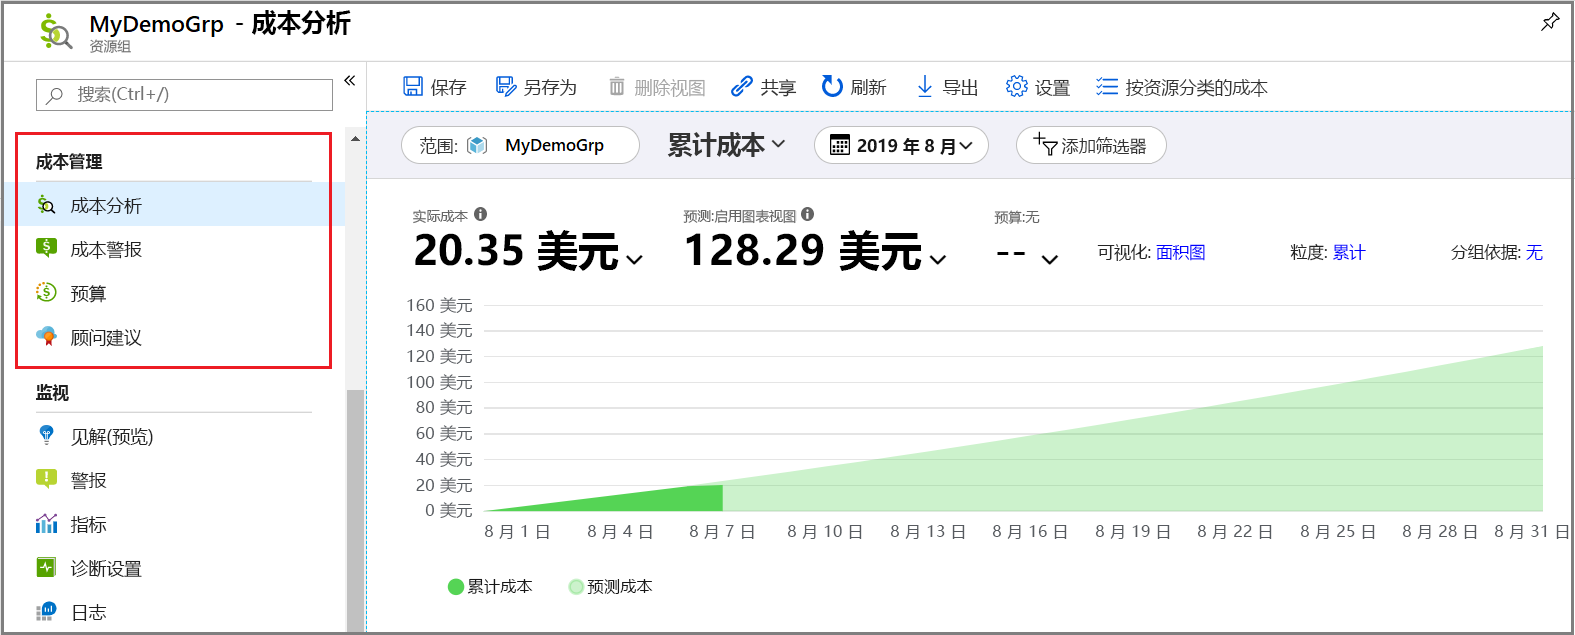 MyDemoGrp - 成本分析
资源组
搜索(Ctrl+/)
«
保存 另存为 删除视图 共享 刷新 导出 设置 按资源分类的成本
范围: MyDemoGrp 累计成本 2019 年 8 月 添加筛选器
成本管理
成本分析
成本警报
预算
顾问建议
监视
见解(预览)
警报
指标
诊断设置
日志
实际成本 预测:启用图表视图 预算:无
20.35 美元 128.29 美元 --
可视化: 面积图 粒度: 累计 分组依据: 无
160 美元
140 美元
120 美元
100 美元
80 美元
60 美元
40 美元
20 美元
0 美元
8 月 1 日 8 月 4 日 8 月 7 日 8 月 10 日 8 月 13 日 8 月 16 日 8 月 19 日 8 月 22 日 8 月 25 日 8 月 28 日 8 月 31 日
累计成本 预测成本